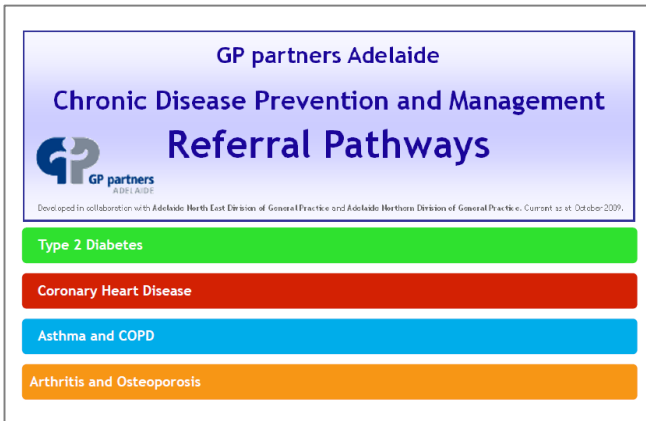 GP partners Adelaide
Chronic Disease Prevention and Management
Referral Pathways
GP partners
ADELAIDE
Developed in collaboration with Adelaide North East Division of General Practice and Adelaide Northern Division of General Practice. Current as at October 2009.
Type 2 Diabetes
Coronary Heart Disease
Asthma and COPD
Arthritis and Osteoporosis